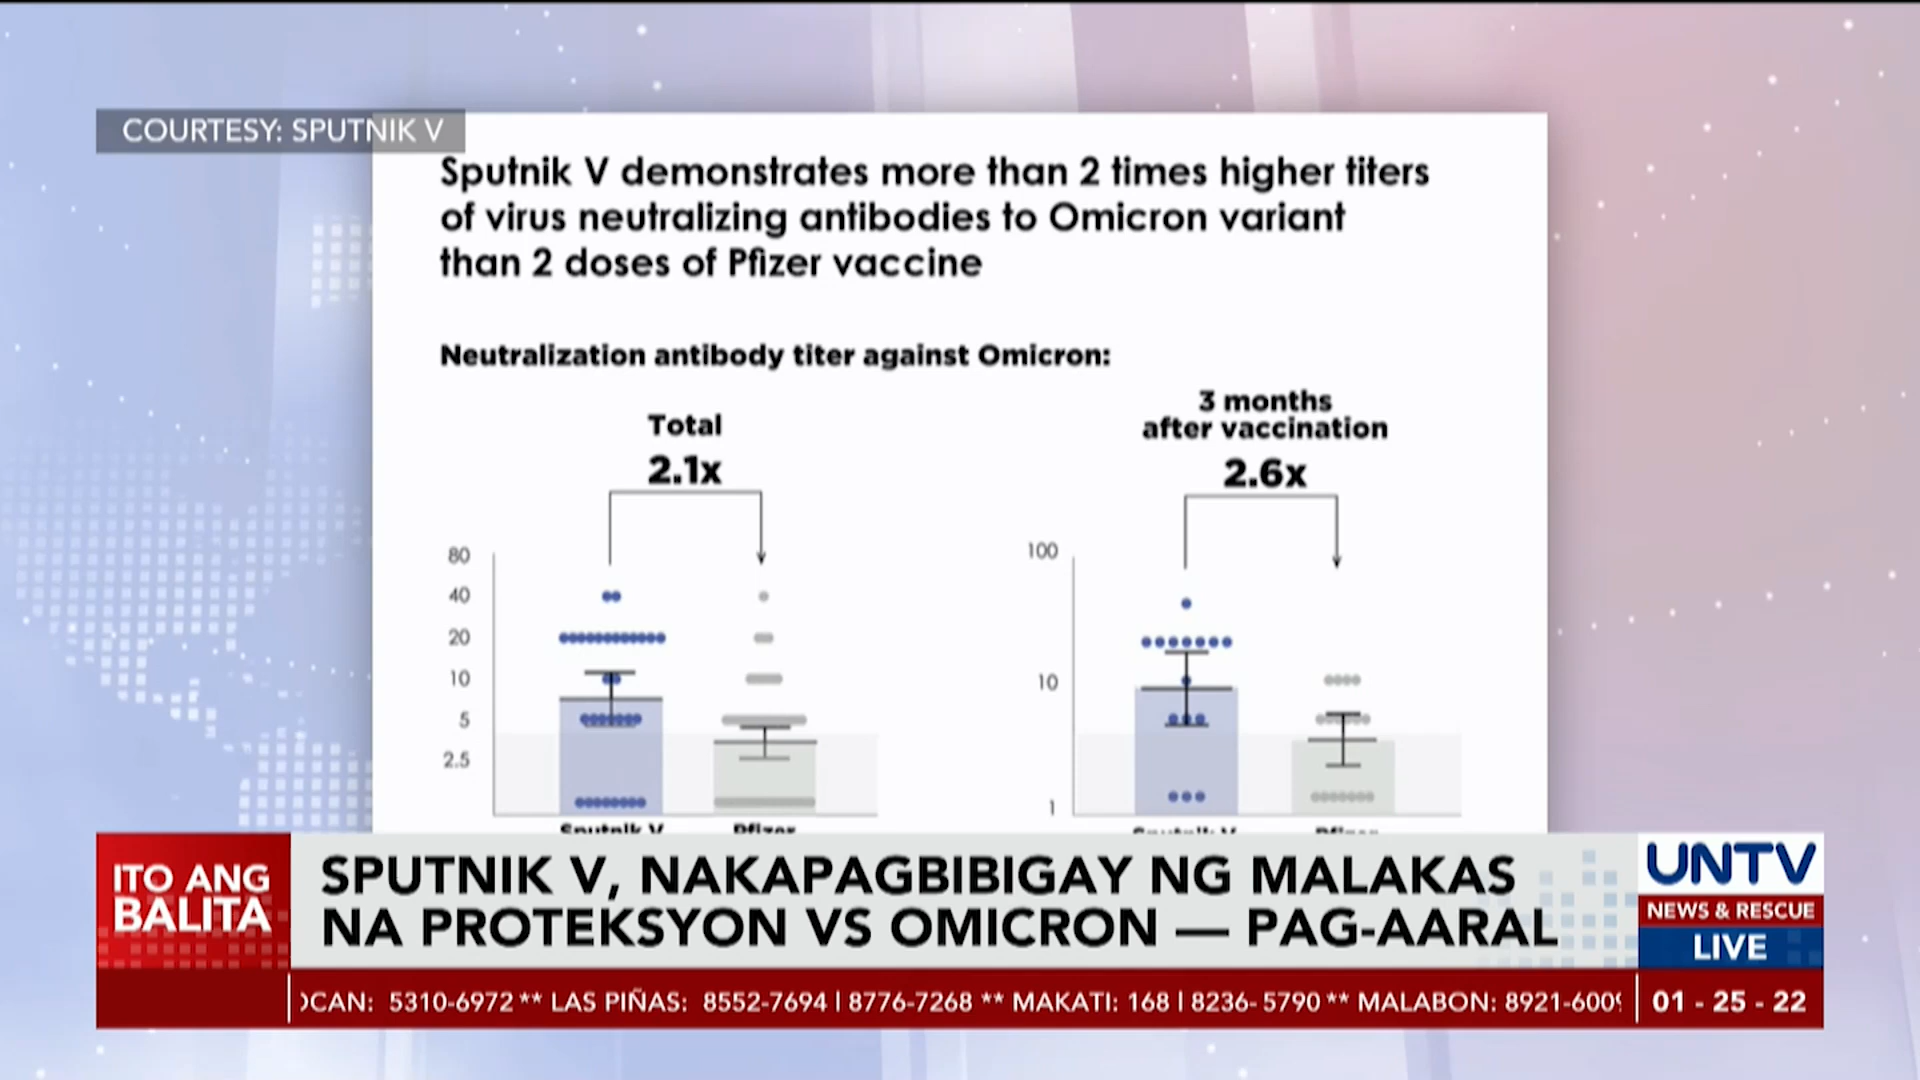 COURTESY: SPUTNIK V
Sputnik V demonstrates more than 2 times higher titers
of virus neutralizing antibodies to Omicron variant
than 2 doses of Pfizer vaccine
Neutralization antibody titer against Omicron:
Total
2.1x
80
40
20
10
5
2.5
Sputnik V Pfizer
3 months
after vaccination
2.6x
100
10
1
Sputnik V Pfizer
ITO ANG
BALITA
SPUTNIK V, NAKAPAGBIBIGAY NG MALAKAS
NA PROTEKSYON VS OMICRON — PAG-AARAL
UNTV
NEWS & RESCUE
LIVE
5310-6972 ** LAS PIÑAS: 8552-7694 | 8776-7268 ** MAKATI: 168 | 8236- 5790 ** MALABON:
01 - 25 - 22